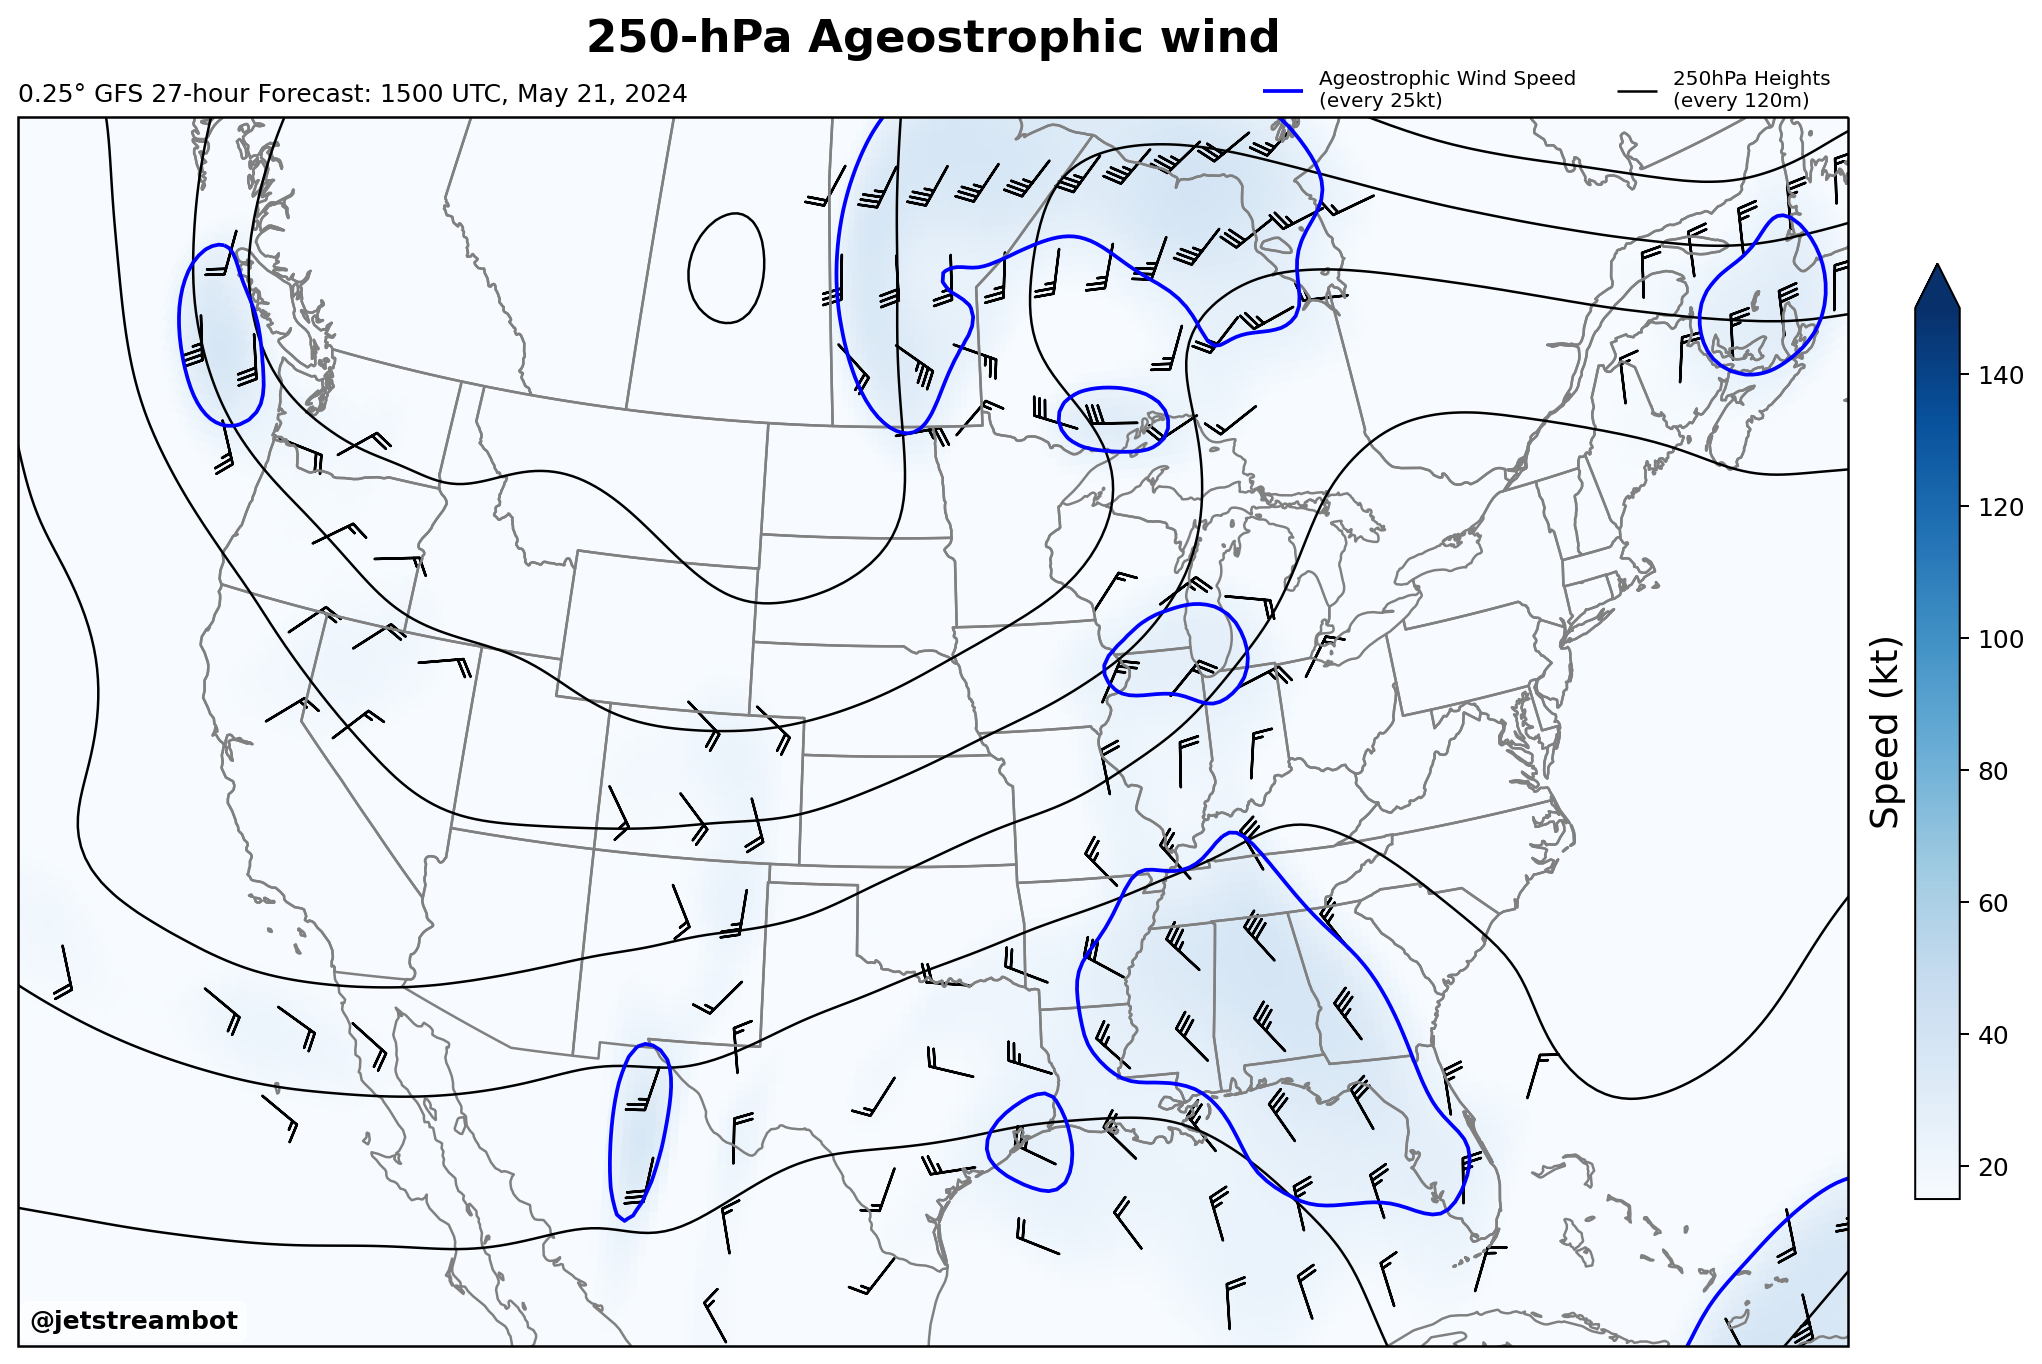 250-hPa Ageostrophic wind
0.25° GFS 27-hour Forecast: 1500 UTC, May 21, 2024
Ageostrophic Wind Speed
(every 25kt)
250hPa Heights
(every 120m)
140
120
100
80
60
40
20
Speed (kt)
@jetstreambot